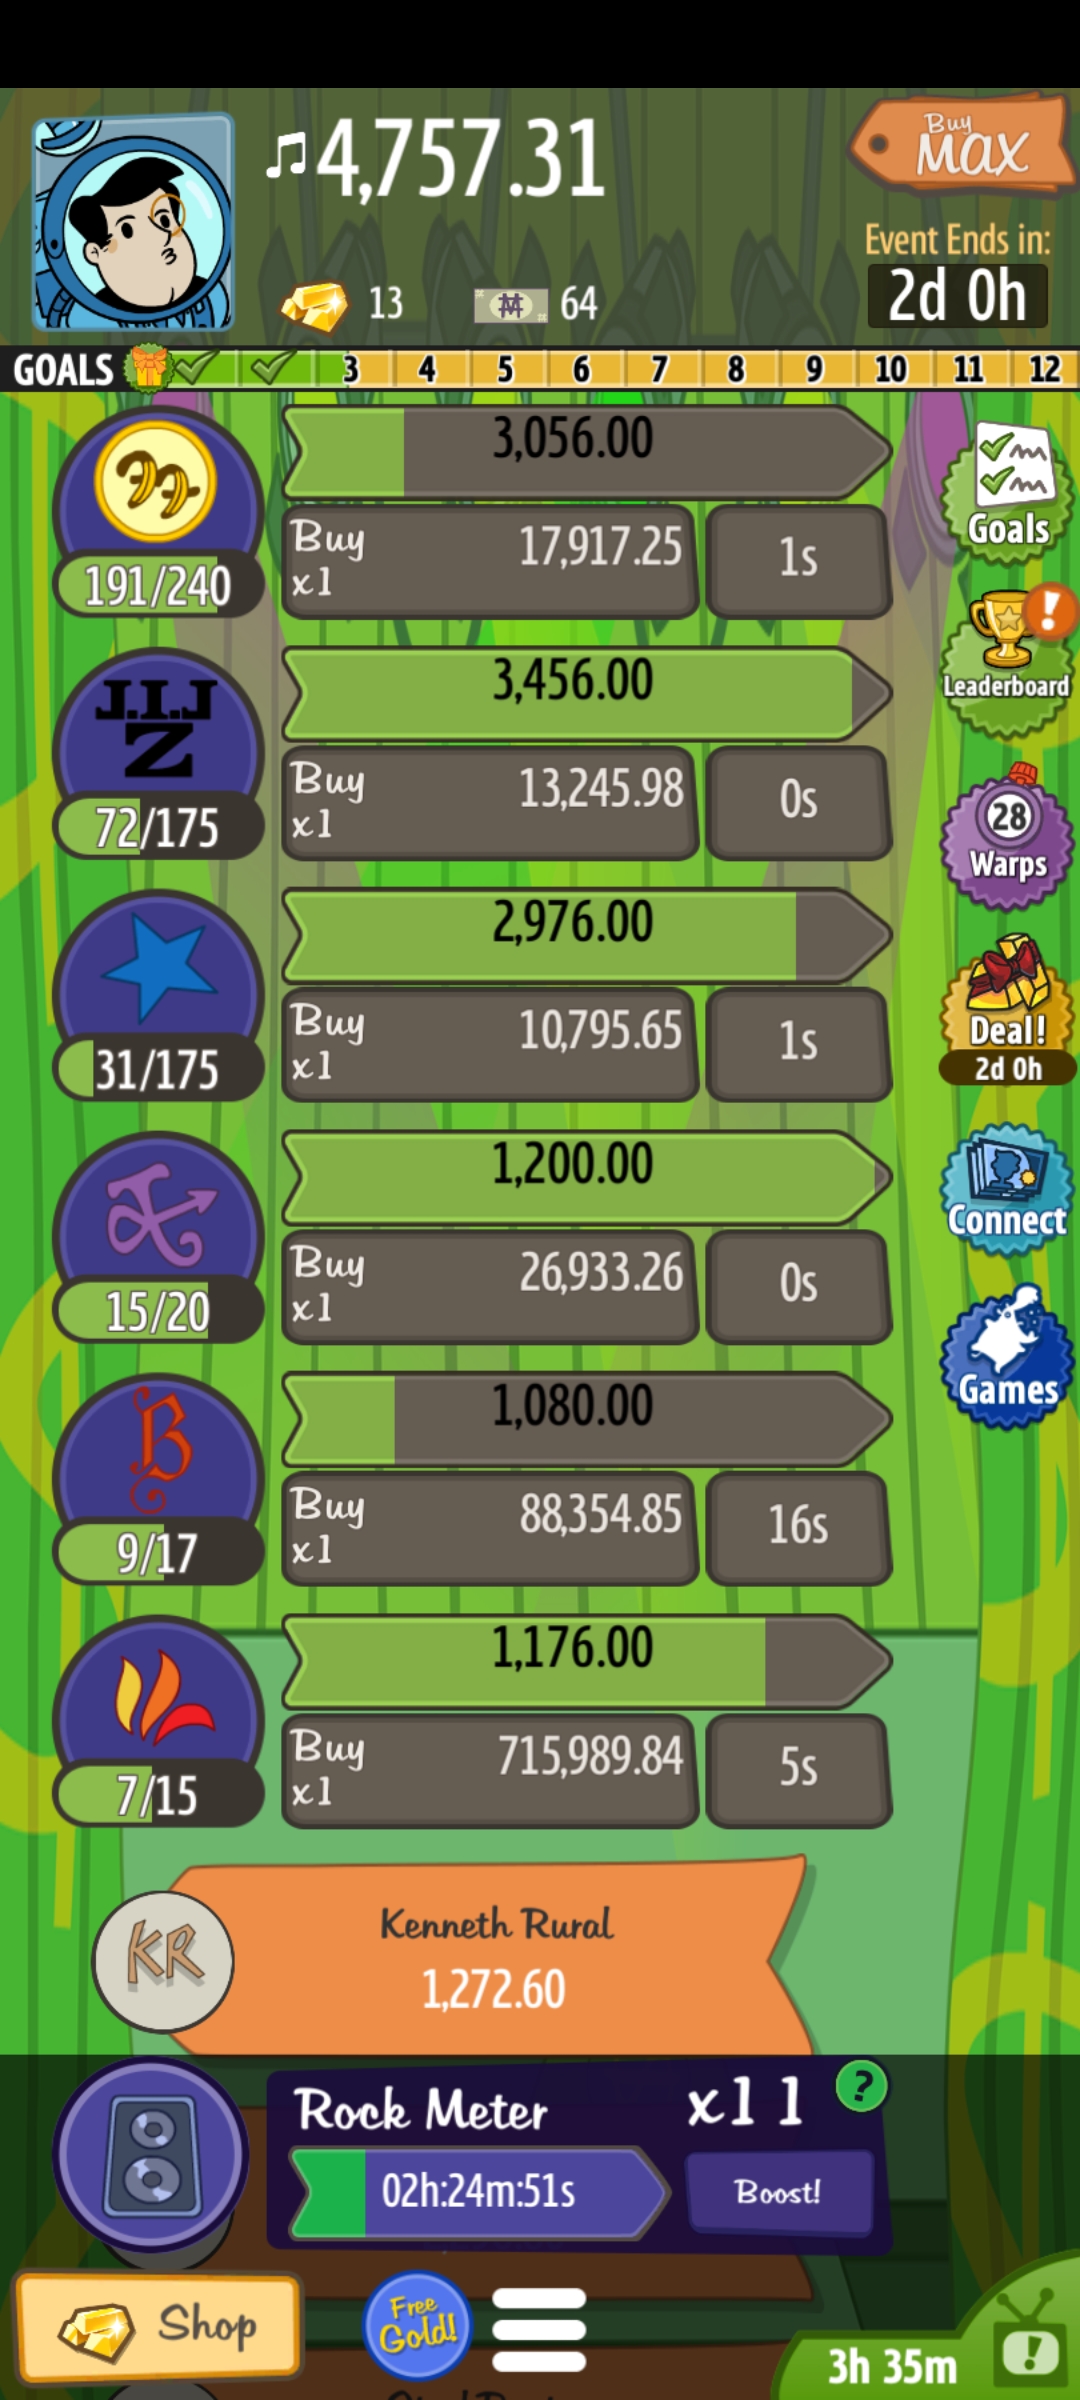 4,757.31
Buy
MAX
Event Ends in:
2d 0h
13
64
GOALS 3 4 5 6 7 8 9 10 11 12
3,056.00
191/240
Buy
x1
17,917.25
1s
Goals
J.I.J
Z
72/175
3,456.00
Buy
x1
13,245.98
0s
Leaderboard
31/175
2,976.00
Buy
x1
10,795.65
1s
28
Warps
Deal!
2d 0h
15/20
1,200.00
Buy
x1
26,933.26
0s
Connect
B
9/17
1,080.00
Buy
x1
88,354.85
16s
Games
7/15
1,176.00
Buy
x1
715,989.84
5s
KR
Kenneth Rural
1,272.60
Rock Meter
x11
?
02h:24m:51s
Boost!
Shop
Free
Gold!
3h 35m